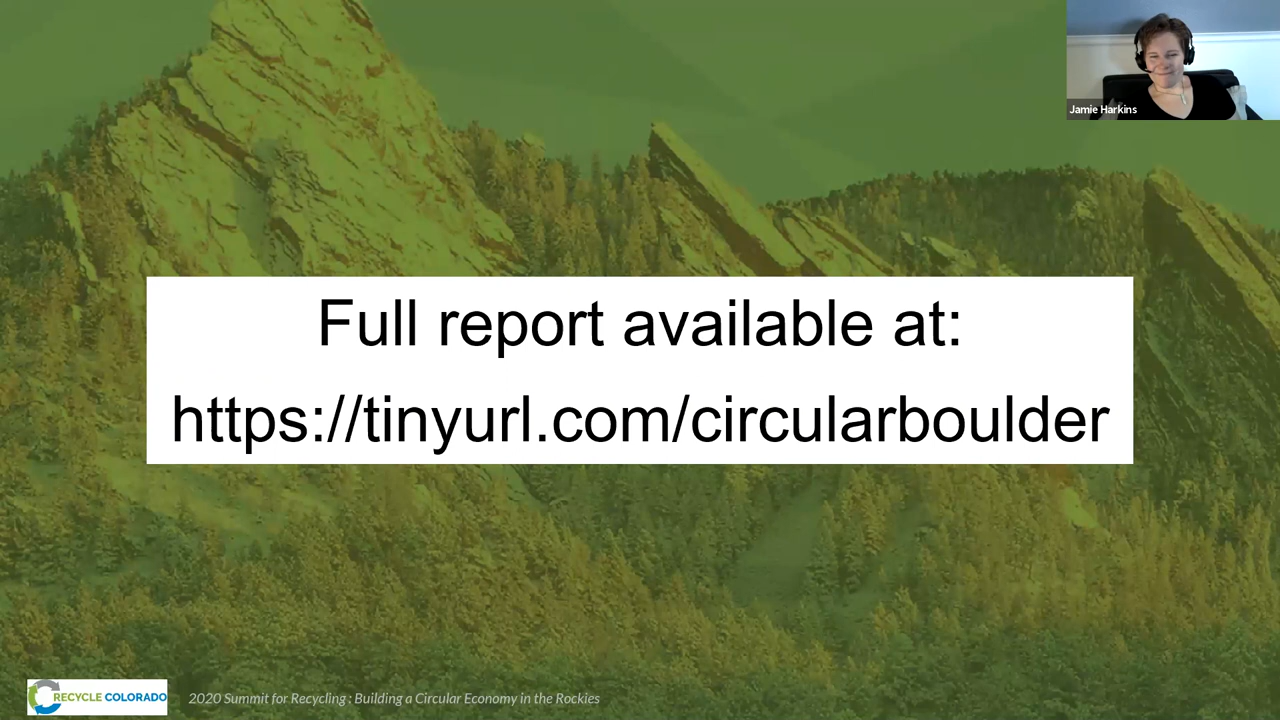 Jamie Harkins
Full report available at:
https://tinyurl.com/circularboulder
RECYCLE COLORADO
2020 Summit for Recycling : Building a Circular Economy in the Rockies